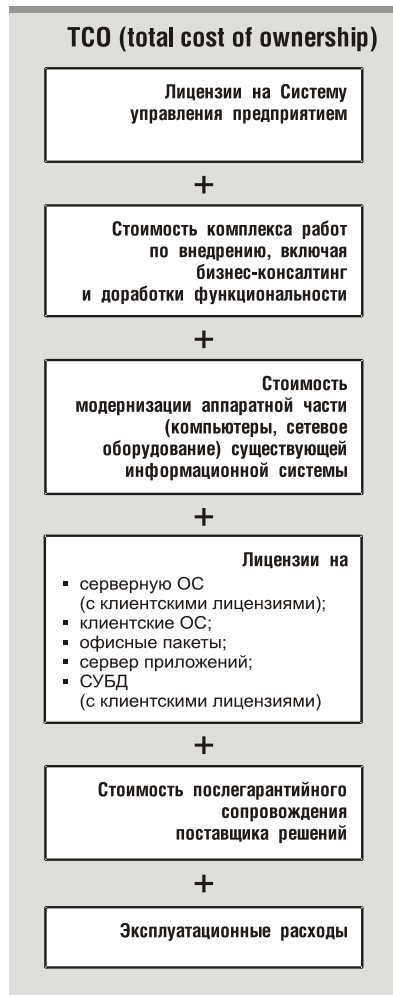 TCO (total cost of ownership)
Лицензии на Систему
управления предприятием
+
Стоимость комплекса работ
по внедрению, включая
бизнес-консалтинг
и доработки функциональности
+
Стоимость
модернизации аппаратной части
(компьютеры, сетевое
оборудование) существующей
информационной системы
+
Лицензии на
▪ серверную ОС
(с клиентскими лицензиями);
▪ клиентские ОС;
▪ офисные пакеты;
▪ сервер приложений;
▪ СУБД
(с клиентскими лицензиями)
+
Стоимость послегарантийного
сопровождения
поставщика решений
+
Эксплуатационные расходы